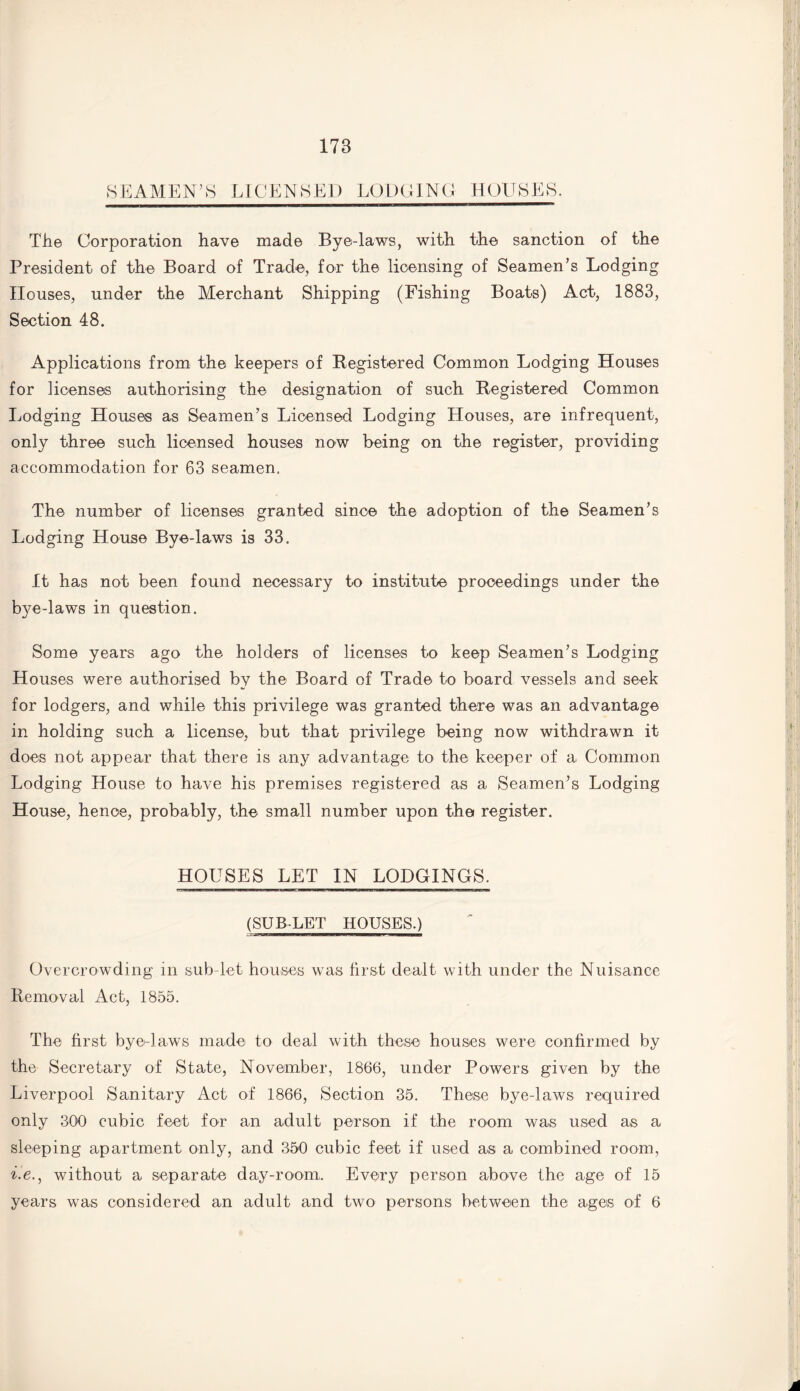 173
SEAMEN'S LICENSED LODGING HOUSES.
The Corporation have made Bye-laws, with the sanction of the
President of the Board of Trade, for the licensing of Seamen's Lodging
Houses, under the Merchant Shipping (Fishing Boats) Act, 1883,
Section 48.
Applications from the keepers of Registered Common Lodging Houses
for licenses authorising the designation of such Registered Common
Lodging Houses as Seamen's Licensed Lodging Houses, are infrequent,
only three such licensed houses now being on the register, providing
accommodation for 63 seamen.
The number of licenses granted since the adoption of the Seamen's
Lodging House Bye-laws is 33.
It has not been found necessary to institute proceedings under the
bye-laws in question.
Some years ago the holders of licenses to keep Seamen's Lodging
Houses were authorised by the Board of Trade to board vessels and seek
for lodgers, and while this privilege was granted there was an advantage
in holding such a license, but that privilege being now withdrawn it
does not appear that there is any advantage to the keeper of a Common
Lodging House to have his premises registered as a Seamen's Lodging
House, hence, probably, the small number upon the register.
HOUSES LET IN LODGINGS.
(SUB-LET HOUSES.)
Overcrowding in sub-let houses was first dealt with under the Nuisance
Removal Act, 1855.
The first bye-laws made to deal with these houses were confirmed by
the Secretary of State, November, 1866, under Powers given by the
Liverpool Sanitary Act of 1866, Section 35. These bye-laws required
only 300 cubic feet for an adult person if the room was used as a
sleeping apartment only, and 350 cubic feet if used as a combined room,
i.e., without a separate day-room. Every person above the age of 15
years was considered an adult and two persons between the ages of 6